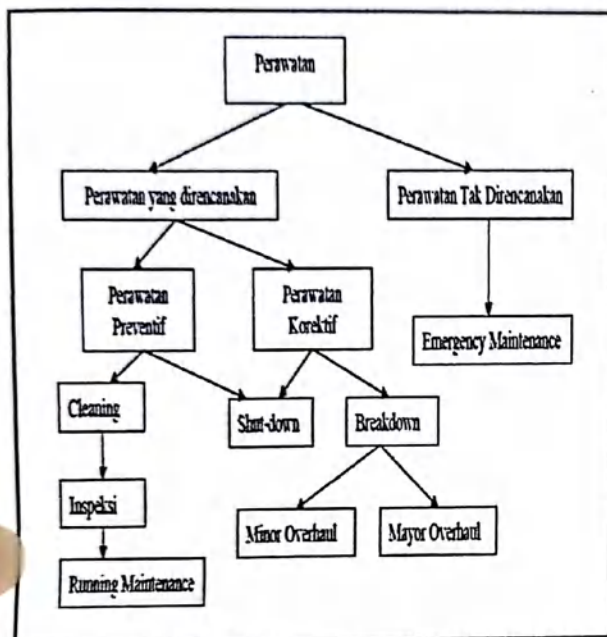 Perawatan
Perawatan yang direncanakan
Perawatan Tak Direncanakan
Perawatan
Preventif
Perawatan
Korektif
Emergency Maintenance
Cleaning
Shut-down
Breakdown
Inspeksi
Minor Overhaul
Mayor Overhaul
Running Maintenance